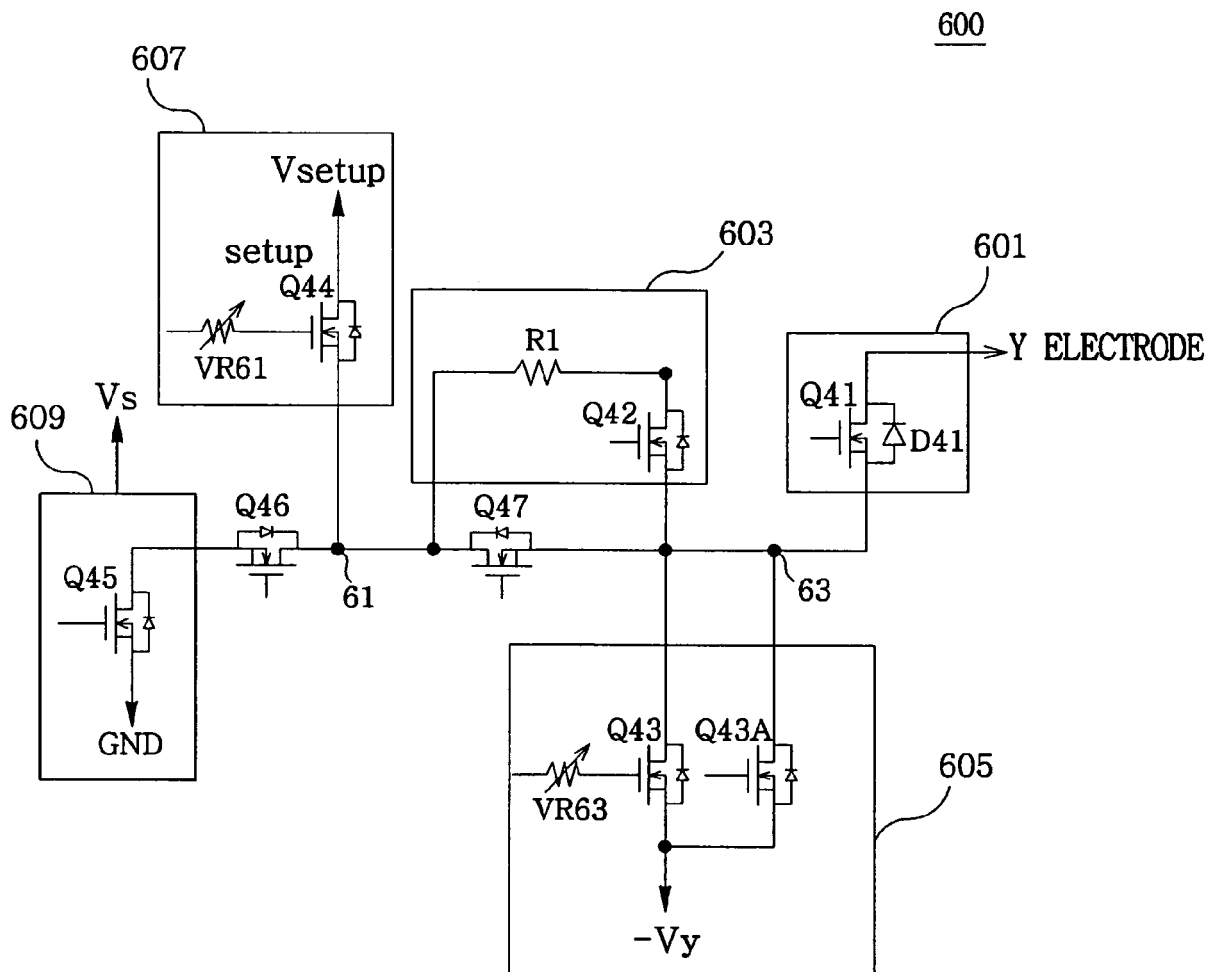 600
607
Vsetup
setup
Q44
VR61
603
R1
Q42
601
Y ELECTRODE
Q41
D41
Vs
609
Q46
Q47
Q45
61
63
GND
Q43
Q43A
VR63
605
-Vy